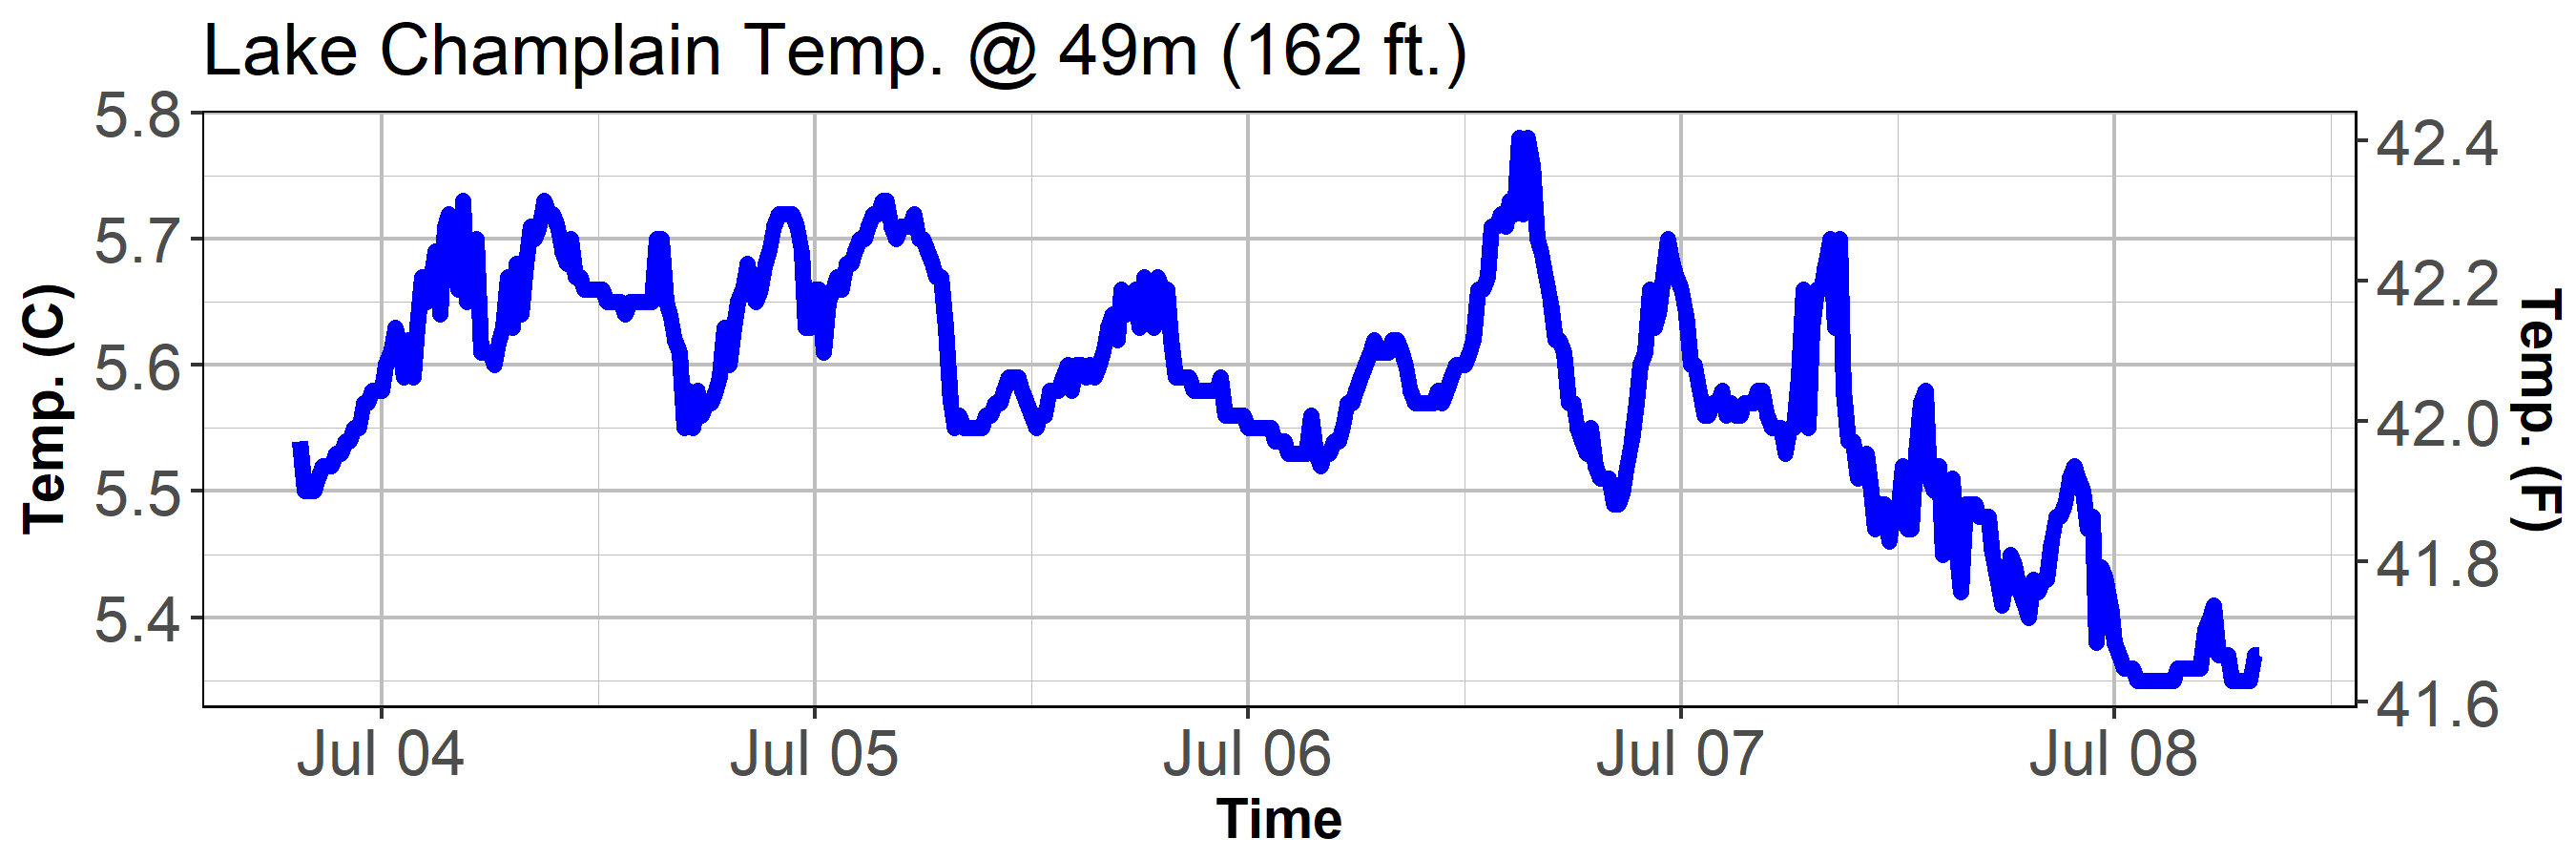 Lake Champlain Temp. @ 49m (162 ft.)
5.8
5.7
5.6
5.5
5.4
Temp. (C)
42.4
42.2
42.0
41.8
41.6
Temp. (F)
Jul 04 Jul 05 Jul 06 Jul 07 Jul 08
Time